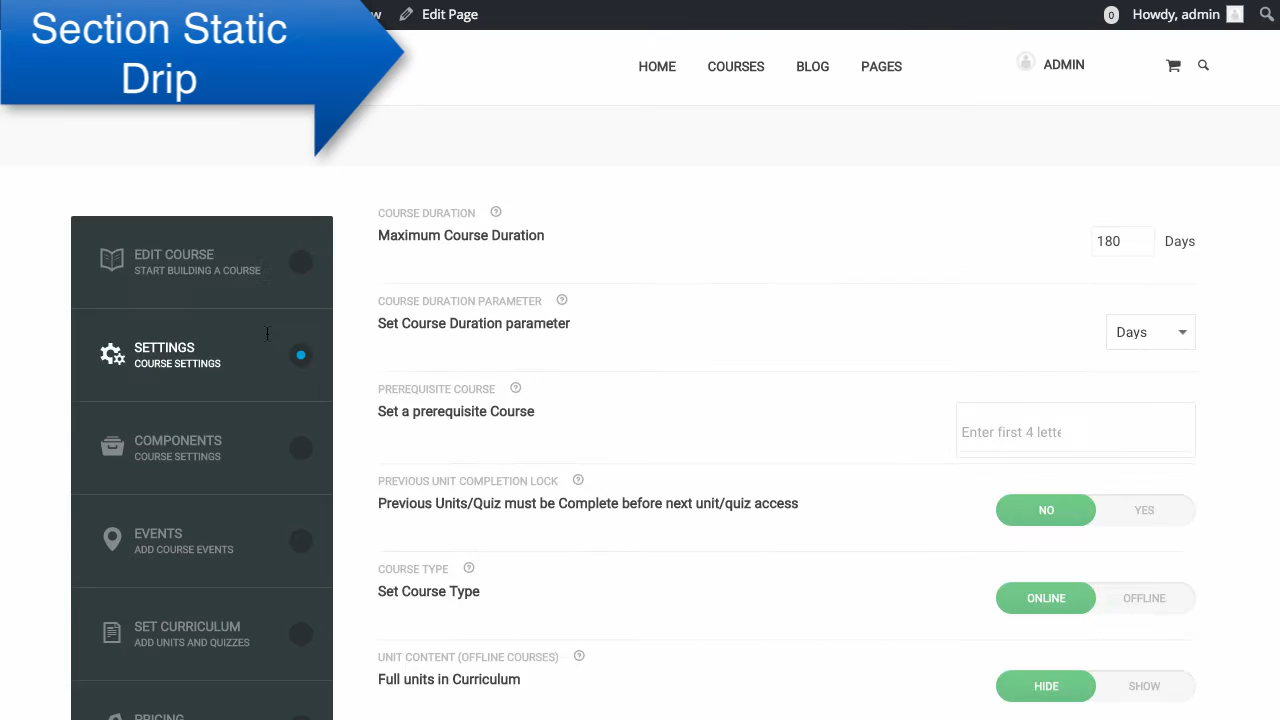 Section Static
Drip
w
Edit Page
0
Howdy, admin
HOME
COURSES
BLOG
PAGES
ADMIN
EDIT COURSE
START BUILDING A COURSE
SETTINGS
COURSE SETTINGS
COMPONENTS
COURSE SETTINGS
EVENTS
ADD COURSE EVENTS
SET CURRICULUM
ADD UNITS AND QUIZZES
PRICING
COURSE DURATION
Maximum Course Duration
180 Days
COURSE DURATION PARAMETER
Set Course Duration parameter
Days
PREREQUISITE COURSE
Set a prerequisite Course
Enter first 4 lette
PREVIOUS UNIT COMPLETION LOCK
Previous Units/Quiz must be Complete before next unit/quiz access
NO YES
COURSE TYPE
Set Course Type
ONLINE OFFLINE
UNIT CONTENT (OFFLINE COURSES)
Full units in Curriculum
HIDE SHOW